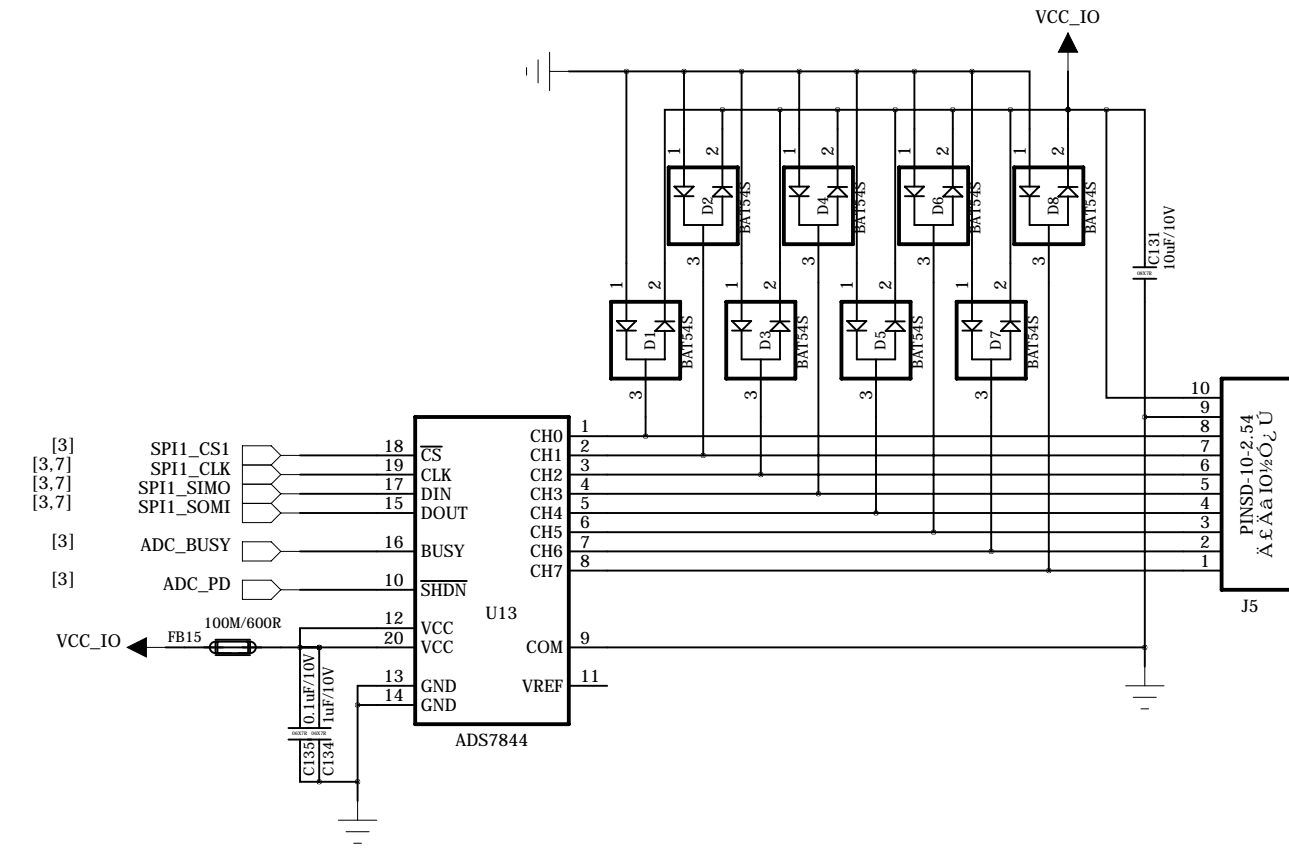 VCC_IO
1
2
D2
BAT54S
3
1
2
D4
BAT54S
3
1
2
D6
BAT54S
3
1
2
D8
BAT54S
3
C131
10uF/10V
06X7R
1
2
D1
BAT54S
3
1
2
D3
BAT54S
3
1
2
D5
BAT54S
3
1
2
D7
BAT54S
3
[3] SPI1_CS1 18 CS
[3,7] SPI1_CLK 19 CLK
[3,7] SPI1_SIMO 17 DIN
[3,7] SPI1_SOMI 15 DOUT
[3] ADC_BUSY 16 BUSY
[3] ADC_PD 10 SHDN
U13
12 VCC
20 VCC
13 GND
14 GND
ADS7844
CH0 1
CH1 2
CH2 3
CH3 4
CH4 5
CH5 6
CH6 7
CH7 8
COM 9
VREF 11
VCC_IO
FB15
100M/600R
C135
0.1uF/10V
06X7R
C134
1uF/10V
06X7R
10
9
8
7
6
5
4
3
2
1
PINSD-10-2.54
Ä£ÄâIO½Ó¿Ú
J5